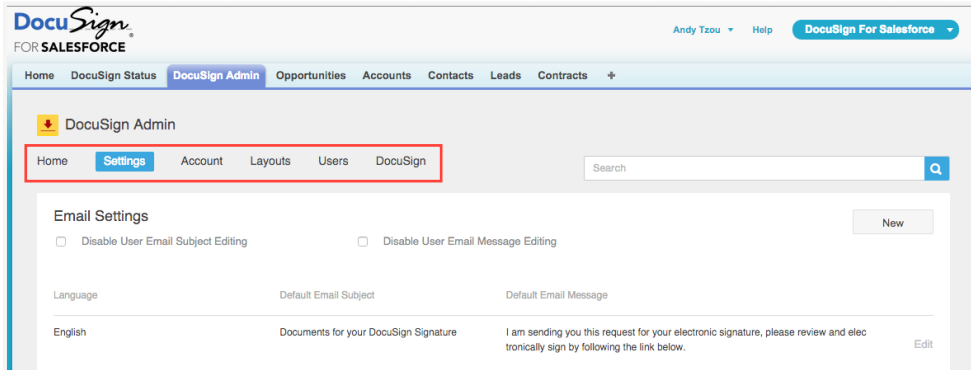 DocuSign
FOR SALESFORCE
Andy Tzou Help DocuSign For Salesforce
Home DocuSign Status DocuSign Admin Opportunities Accounts Contacts Leads Contracts +
DocuSign Admin
Home Settings Account Layouts Users DocuSign
Search
Email Settings
New
Disable User Email Subject Editing Disable User Email Message Editing
Language Default Email Subject Default Email Message
English Documents for your DocuSign Signature I am sending you this request for your electronic signature, please review and elec
tronically sign by following the link below.
Edit